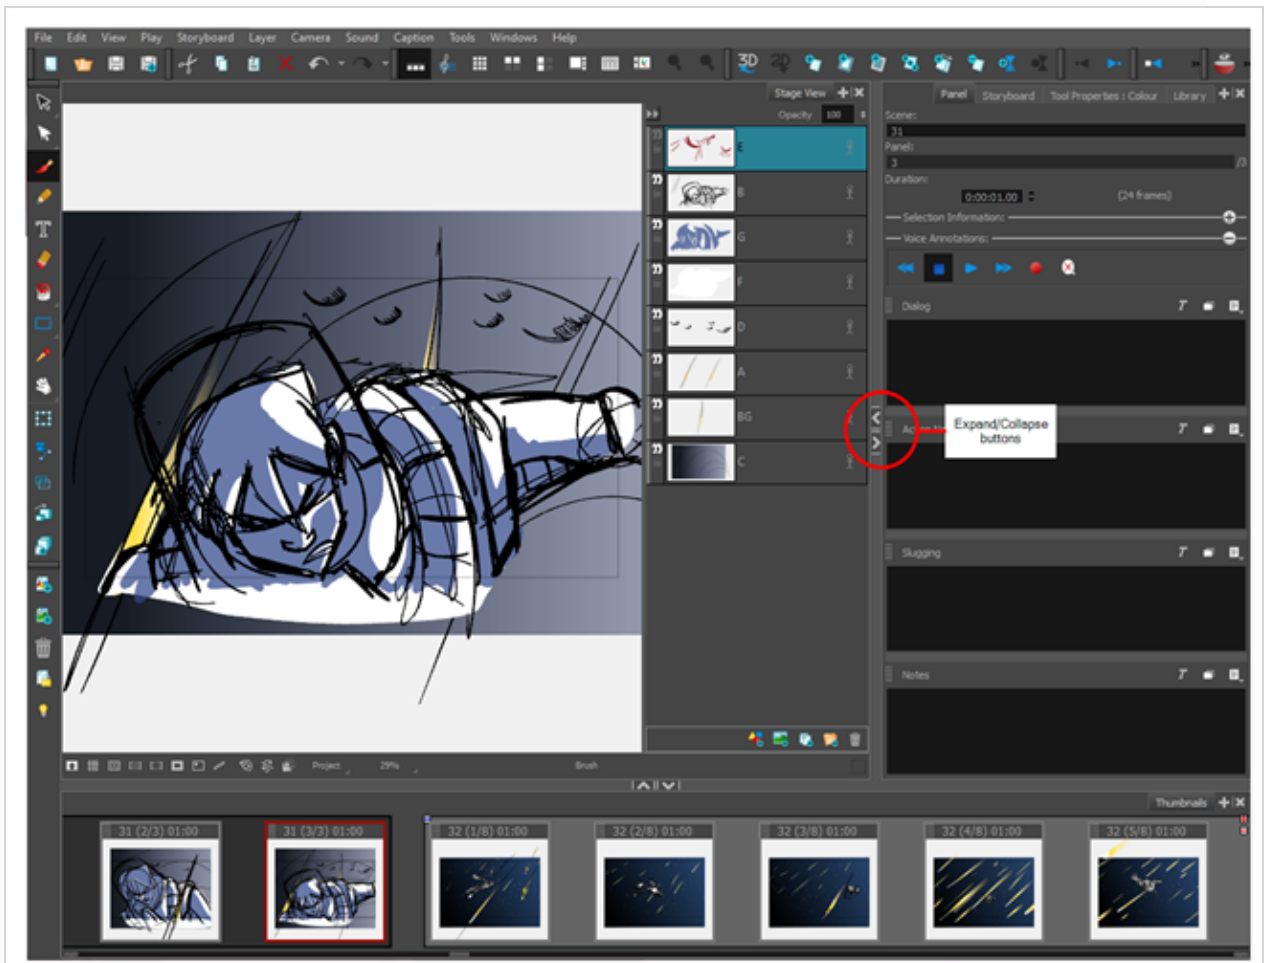 File Edit View Play Storyboard Layer Camera Sound Caption Tools Windows Help
3D
Stage View
Opacity 100
E
B
G
F
D
A
BG
C
Panel Storyboard Tool Properties : Colour Library
Scene:
31
Panel:
3 /3
Duration:
0:00:01.00 (24 frames)
Selection Information:
Voice Annotations:
Dialog
Expand/Collapse
buttons
Slugging
Notes
Project 29% Brush
Thumbnails
31 (2/3) 01:00 31 (3/3) 01:00 32 (1/8) 01:00 32 (2/8) 01:00 32 (3/8) 01:00 32 (4/8) 01:00 32 (5/8) 01:00